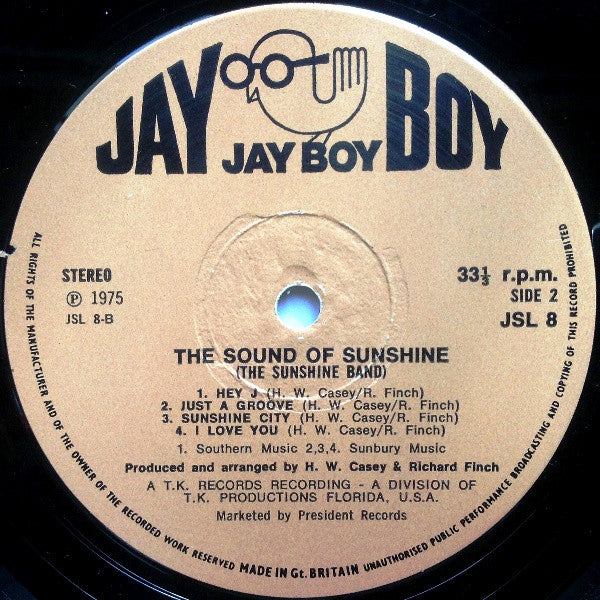 JAY JAY BOY BOY
STEREO
℗ 1975
JSL 8-B
33⅓ r.p.m.
SIDE 2
JSL 8
THE SOUND OF SUNSHINE
(THE SUNSHINE BAND)
1. HEY J (H. W. Casey/R. Finch)
2. JUST A GROOVE (H. W. Casey/R. Finch)
3. SUNSHINE CITY (H. W. Casey/R. Finch)
4. I LOVE YOU (H. W. Casey/R. Finch)
1. Southern Music 2,3,4. Sunbury Music
Produced and arranged by H. W. Casey & Richard Finch
A T.K. RECORDS RECORDING - A DIVISION OF
T.K. PRODUCTIONS FLORIDA, U.S.A.
Marketed by President Records
ALL RIGHTS OF THE MANUFACTURER AND OF THE OWNER OF THE RECORDED WORK RESERVED MADE IN Gt. BRITAIN UNAUTHORISED PUBLIC PERFORMANCE BROADCASTING AND COPYING OF THIS RECORD PROHIBITED